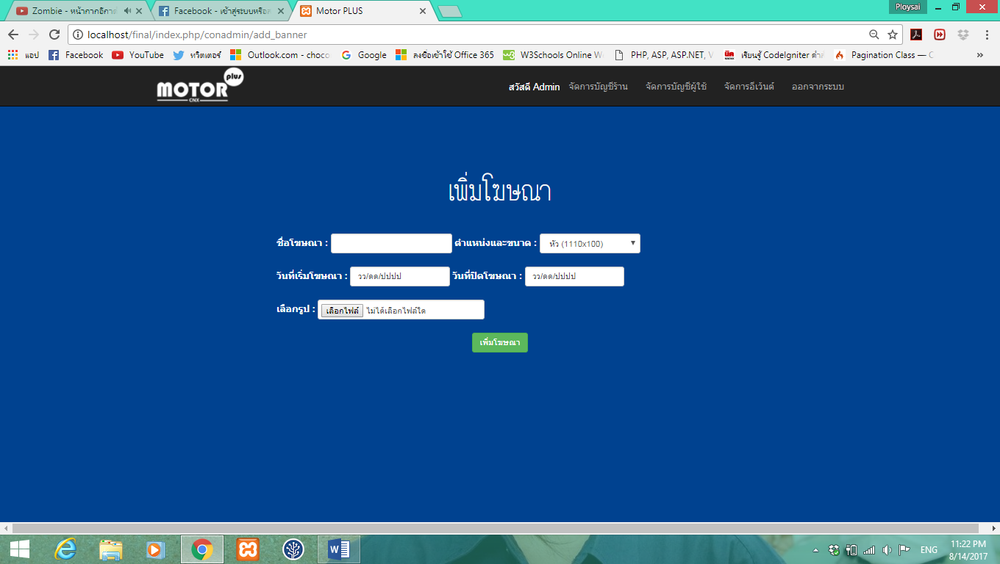 Zombie - หน้ากากอีกาดำ
Facebook - เข้าสู่ระบบหรือส
Motor PLUS
Ploysai
localhost/final/index.php/conadmin/add_banner
แอป Facebook YouTube ทวิตเตอร์ Outlook.com - choco Google ลงชื่อเข้าใช้ Office 365 W3Schools Online W PHP, ASP, ASP.NET, V เรียนรู้ CodeIgniter Pagination Class — C »
MOTOR plus CNX
สวัสดี Admin จัดการบัญชีร้าน จัดการบัญชีผู้ใช้ จัดการอีเว้นต์ ออกจากระบบ
เพิ่มโฆษณา
ชื่อโฆษณา : ตำแหน่งและขนาด : หัว (1110x100)
วันที่เริ่มโฆษณา : วว/ดด/ปปปป วันที่ปิดโฆษณา : วว/ดด/ปปปป
เลือกรูป : เลือกไฟล์ ไม่ได้เลือกไฟล์ใด
เพิ่มโฆษณา
ENG
11:22 PM
8/14/2017